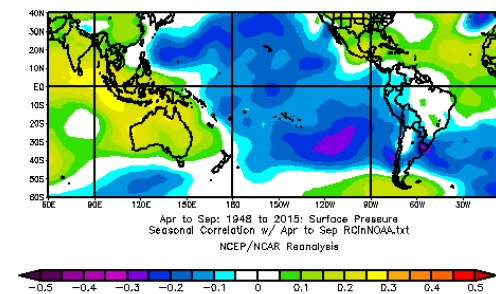 40N
30N
20N
10N
EQ
10S
20S
30S
40S
50S
60S
60E 90E 120E 150E 180 150W 120W 90W 60W 30W
Apr to Sep: 1948 to 2015: Surface Pressure
Seasonal Correlation w/ Apr to Sep RCinNOAA.txt
NCEP/NCAR Reanalysis
-0.5 -0.4 -0.3 -0.2 -0.1 0 0.1 0.2 0.3 0.4 0.5